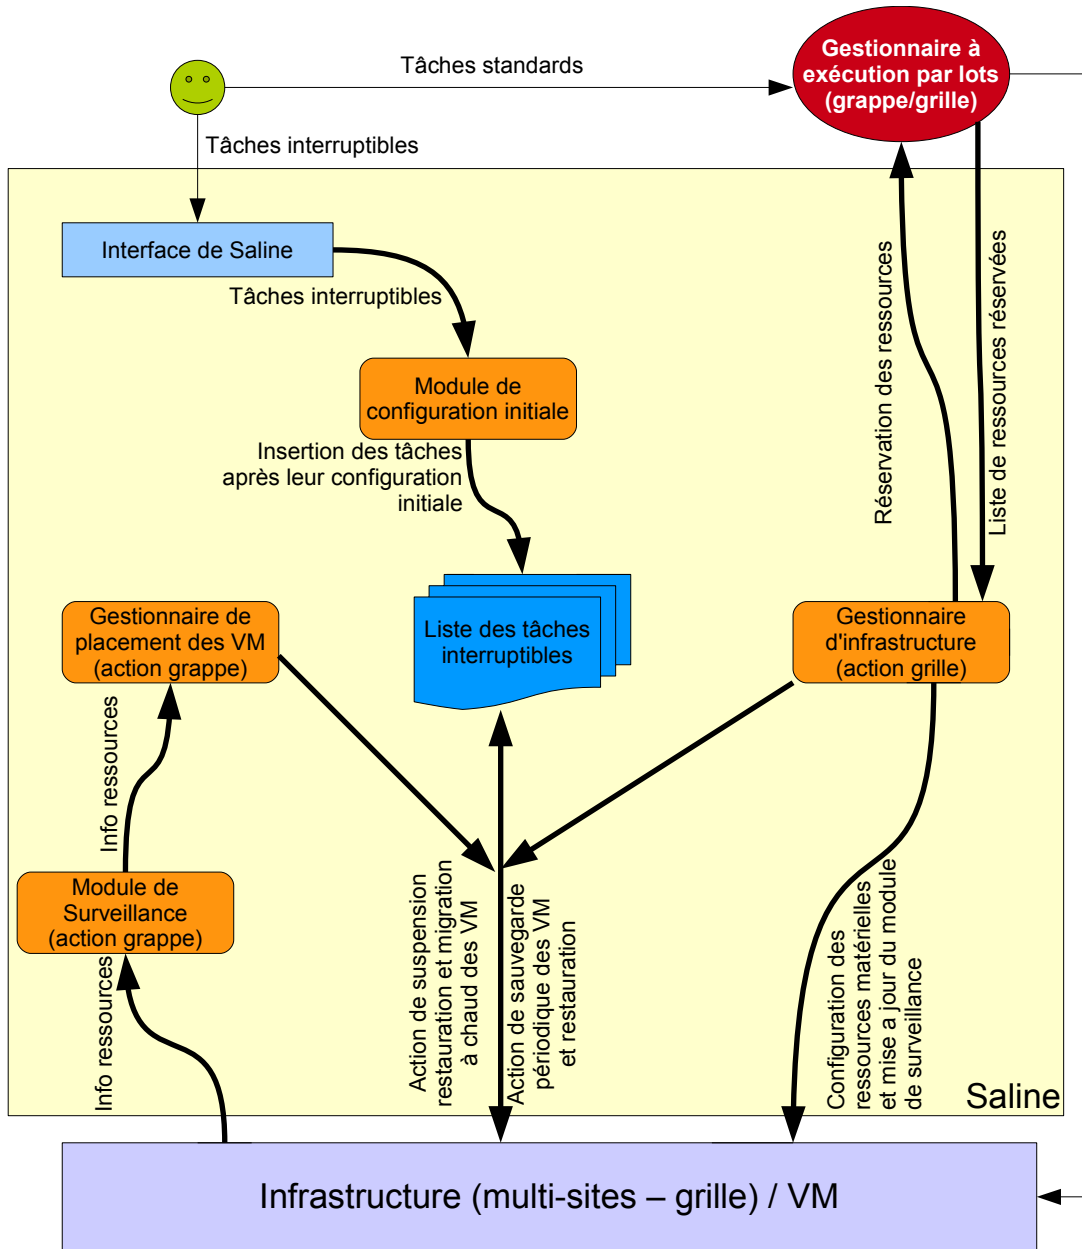 Gestionnaire à
exécution par lots
(grappe/grille)
Tâches standards
Tâches interruptibles
Interface de Saline
Tâches interruptibles
Module de
configuration initiale
Insertion des tâches
après leur configuration
initiale
Réservation des ressources
Liste de ressources réservées
Gestionnaire de
placement des VM
(action grappe)
Liste des tâches
interruptibles
Gestionnaire
d'infrastructure
(action grille)
Info ressources
Module de
Surveillance
(action grappe)
Info ressources
Action de suspension
restauration et migration
à chaud des VM
Action de sauvegarde
périodique des VM
et restauration
Configuration des
ressources matérielles
et mise a jour du module
de surveillance
Saline
Infrastructure (multi-sites – grille) / VM